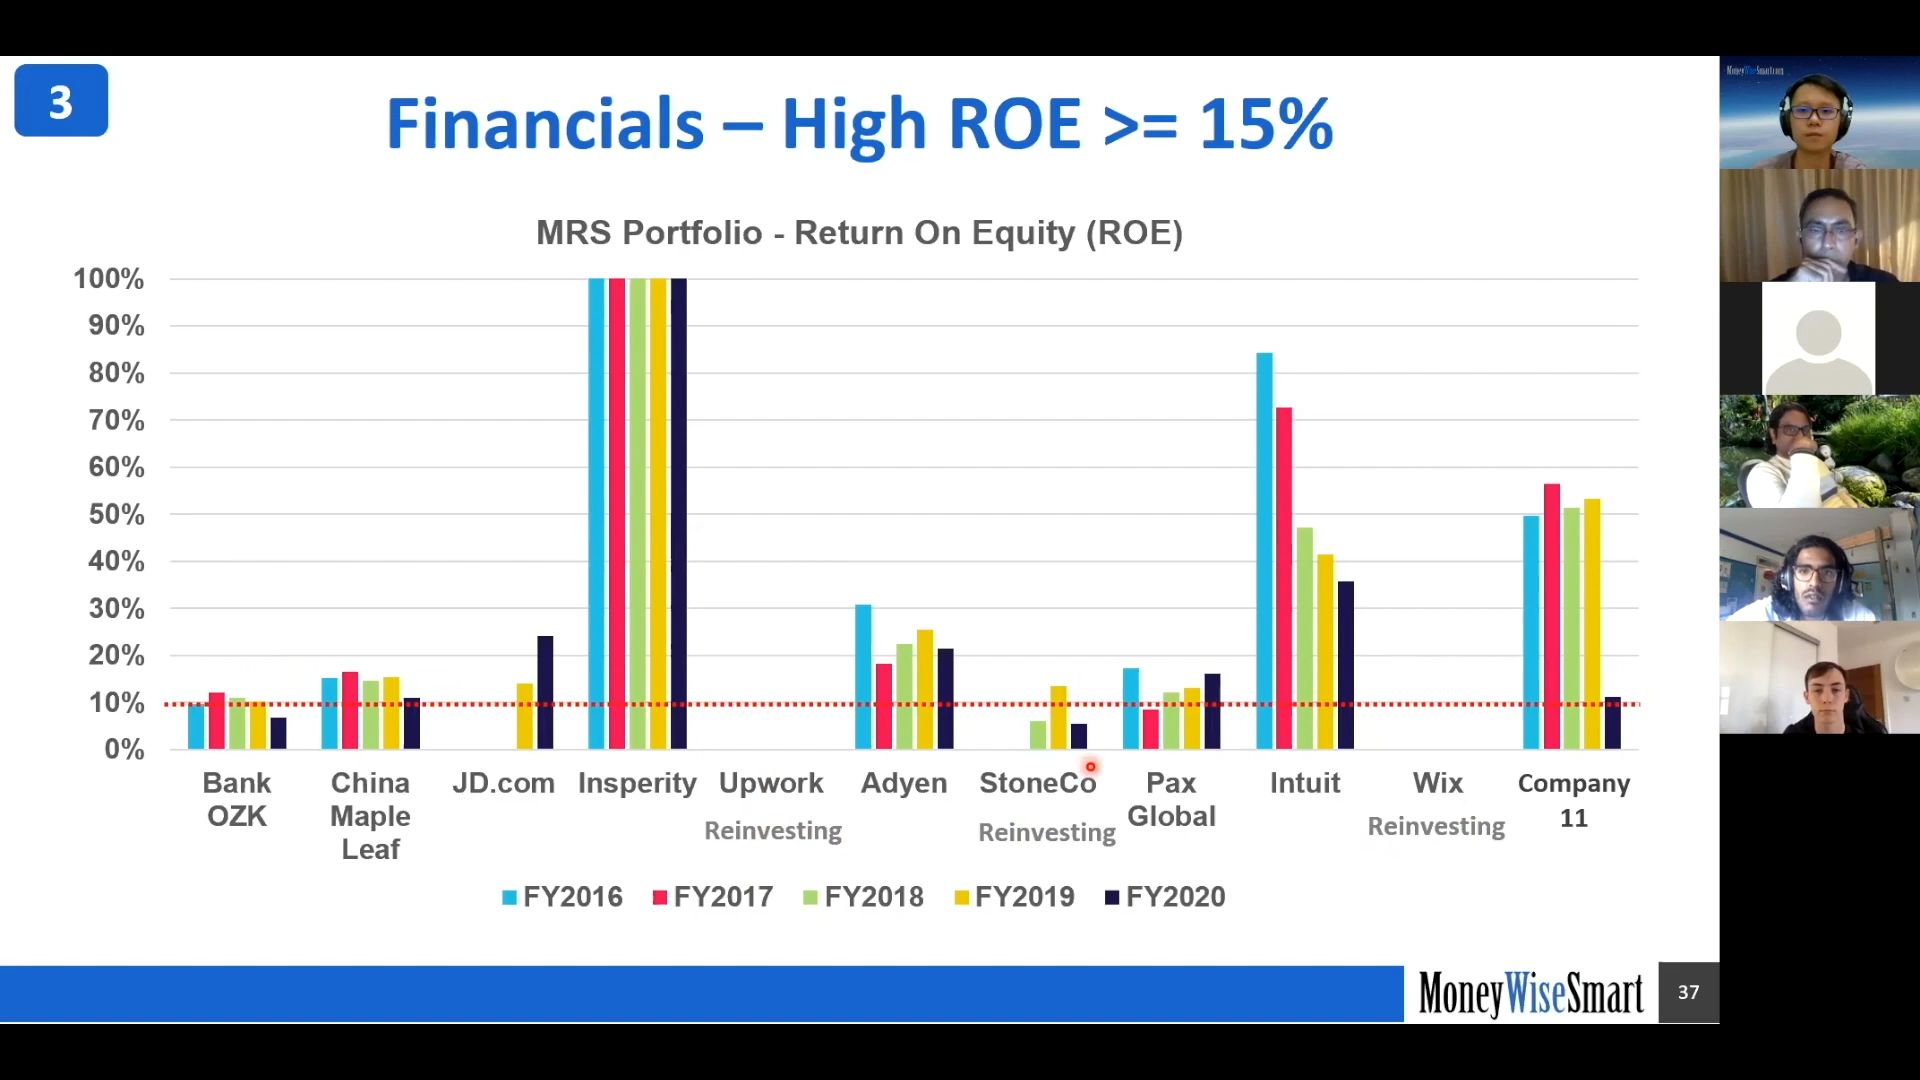 3
Financials – High ROE >= 15%
MRS Portfolio - Return On Equity (ROE)
100%
90%
80%
70%
60%
50%
40%
30%
20%
10%
0%
Bank OZK
China Maple Leaf
JD.com
Insperity
Upwork
Reinvesting
Adyen
StoneCo
Reinvesting
Pax Global
Intuit
Wix
Reinvesting
Company 11
FY2016 FY2017 FY2018 FY2019 FY2020
MoneyWiseSmart
37
MoneyWiseSmart.com